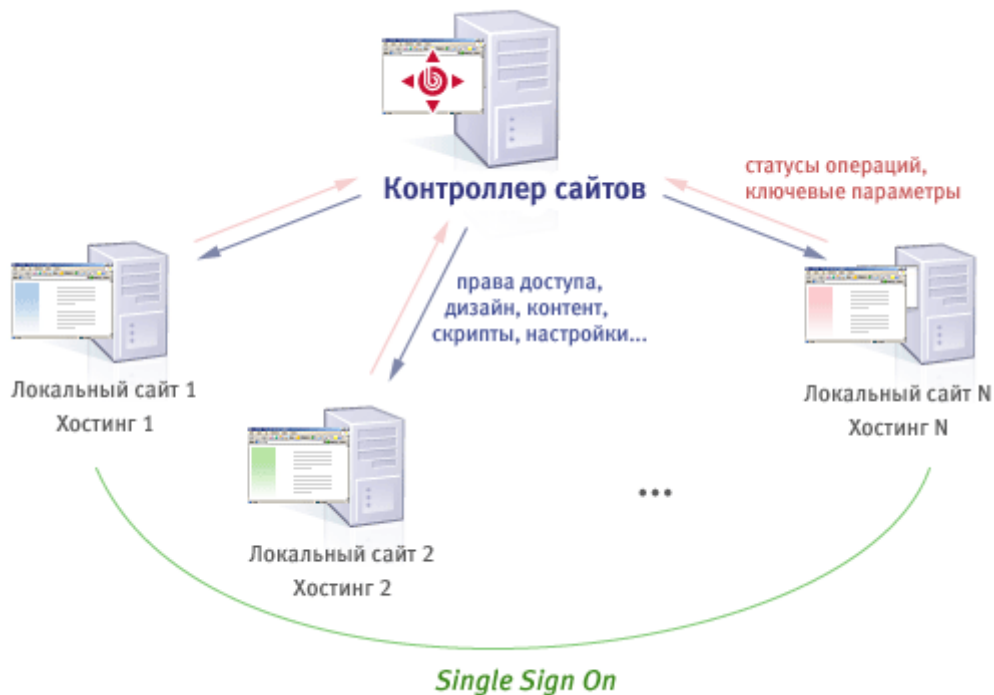 Контроллер сайтов
статусы операций,
ключевые параметры
права доступа,
дизайн, контент,
скрипты, настройки...
Локальный сайт 1
Хостинг 1
Локальный сайт N
Хостинг N
...
Локальный сайт 2
Хостинг 2
Single Sign On